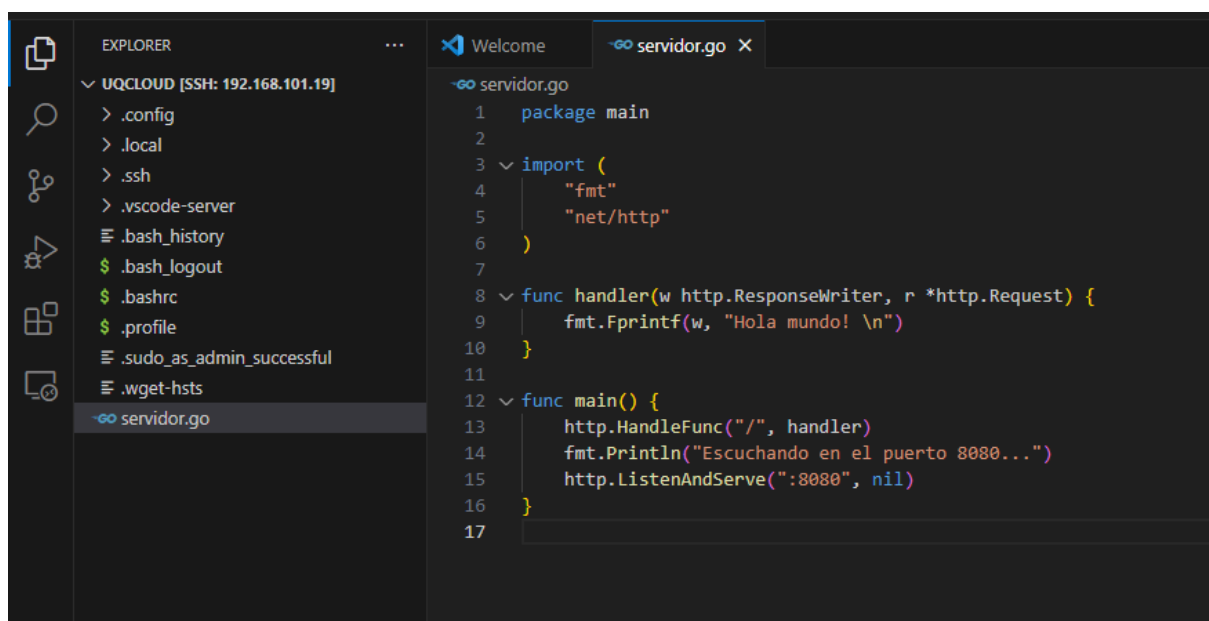 EXPLORER
UQCLOUD [SSH: 192.168.101.19]
.config
.local
.ssh
.vscode-server
.bash_history
$ .bash_logout
$ .bashrc
$ .profile
.sudo_as_admin_successful
.wget-hsts
GO servidor.go
Welcome
GO servidor.go
GO servidor.go
1 package main
2
3 import (
4 "fmt"
5 "net/http"
6 )
7
8 func handler(w http.ResponseWriter, r *http.Request) {
9 fmt.Fprintf(w, "Hola mundo! \n")
10 }
11
12 func main() {
13 http.HandleFunc("/", handler)
14 fmt.Println("Escuchando en el puerto 8080...")
15 http.ListenAndServe(":8080", nil)
16 }
17